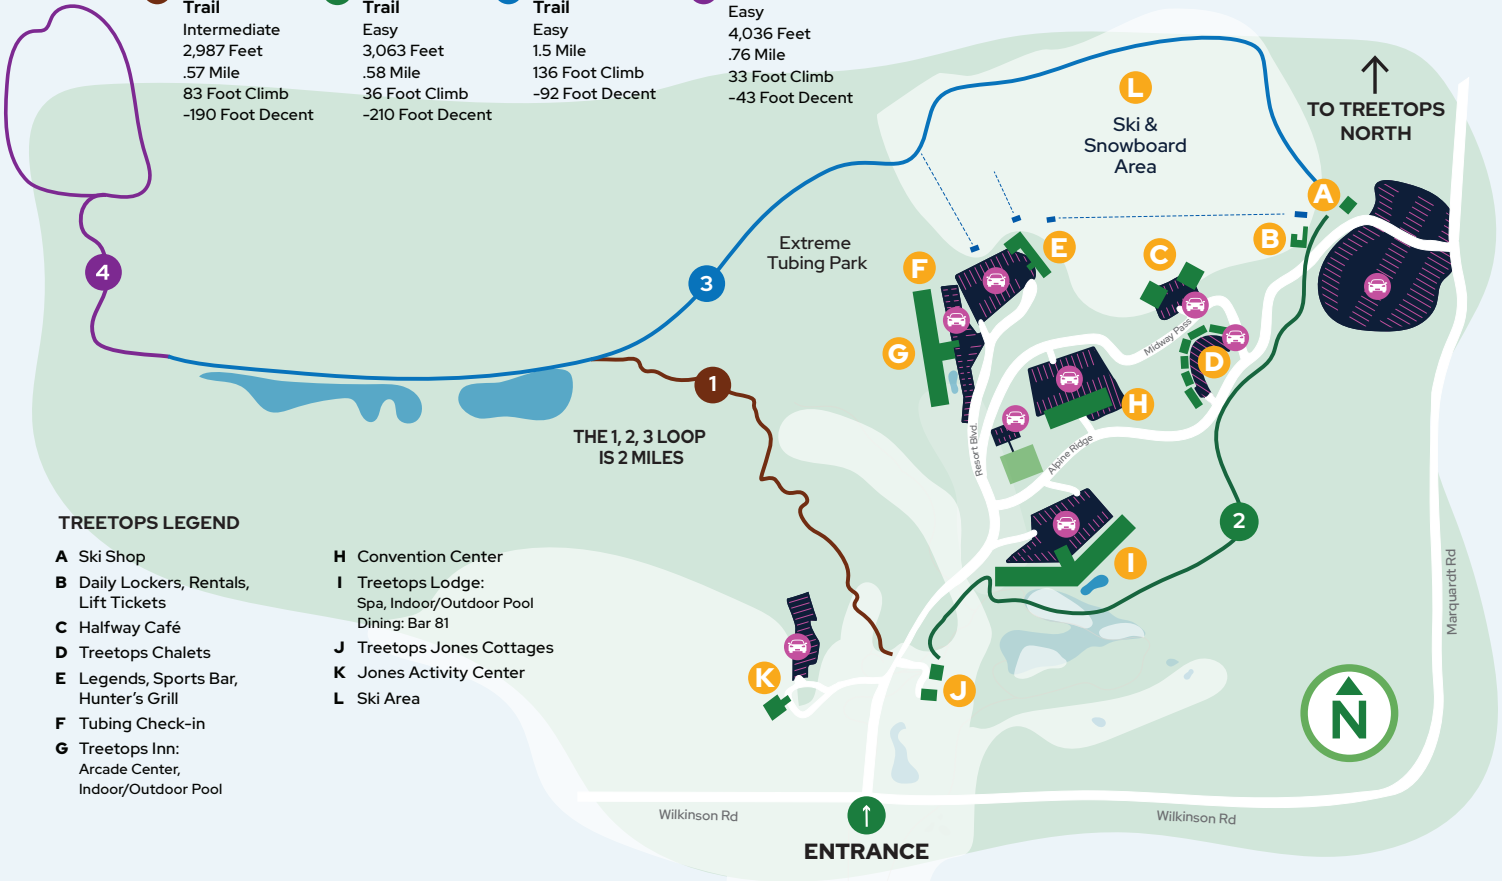 Trail
Intermediate
2,987 Feet
.57 Mile
83 Foot Climb
-190 Foot Decent
Trail
Easy
3,063 Feet
.58 Mile
36 Foot Climb
-210 Foot Decent
Trail
Easy
1.5 Mile
136 Foot Climb
-92 Foot Decent
Easy
4,036 Feet
.76 Mile
33 Foot Climb
-43 Foot Decent
L
Ski &
Snowboard
Area
TO TREETOPS
NORTH
A
B
C
D
E
F
G
H
I
J
K
Extreme
Tubing Park
4
3
1
2
Midway Pass
Resort Blvd.
Alpine Ridge
Marquardt Rd
THE 1, 2, 3 LOOP
IS 2 MILES
TREETOPS LEGEND
A Ski Shop
B Daily Lockers, Rentals,
Lift Tickets
C Halfway Café
D Treetops Chalets
E Legends, Sports Bar,
Hunter's Grill
F Tubing Check-in
G Treetops Inn:
Arcade Center,
Indoor/Outdoor Pool
H Convention Center
I Treetops Lodge:
Spa, Indoor/Outdoor Pool
Dining: Bar 81
J Treetops Jones Cottages
K Jones Activity Center
L Ski Area
N
Wilkinson Rd
Wilkinson Rd
ENTRANCE